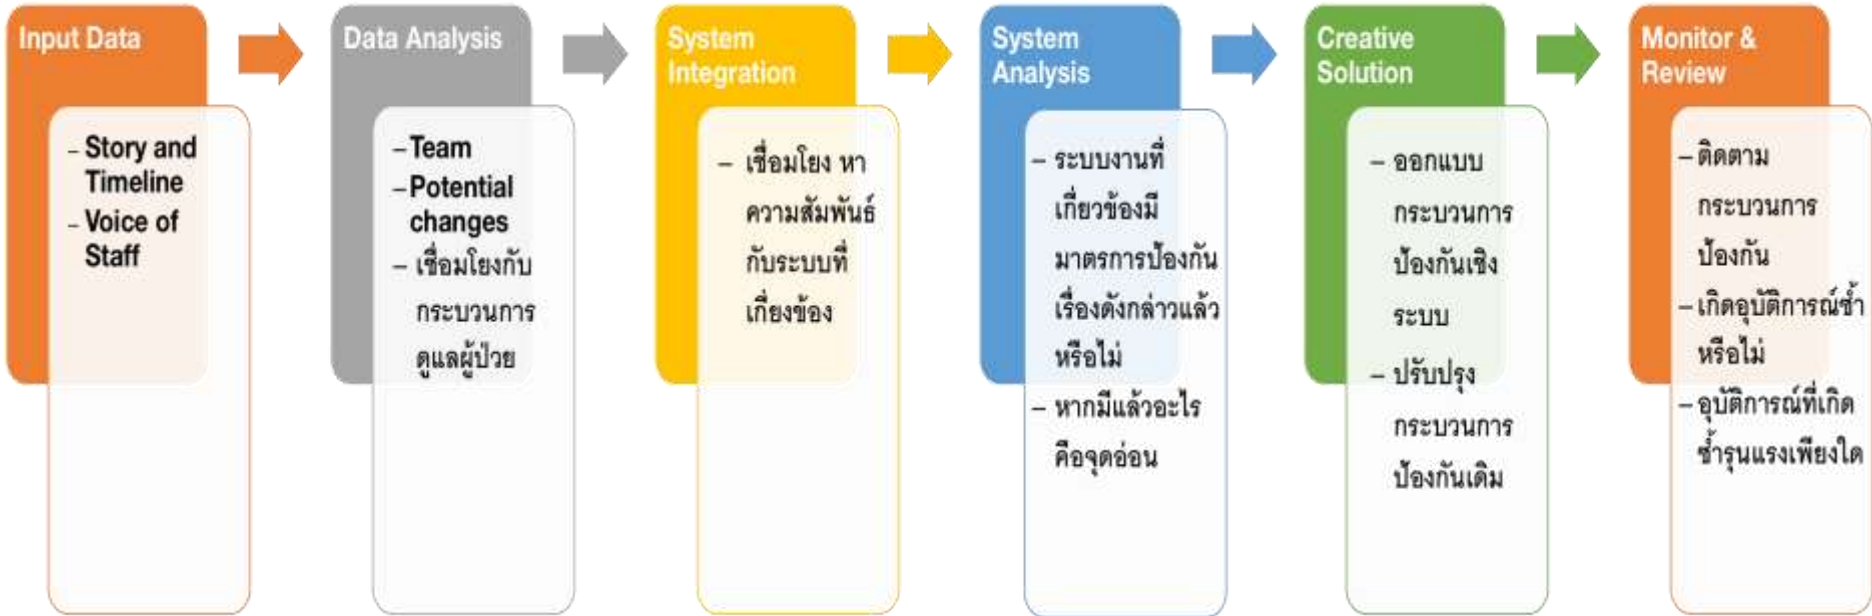 Input Data
– Story and
Timeline
– Voice of
Staff
Data Analysis
– Team
– Potential
changes
– เชื่อมโยงกับ
กระบวนการ
ดูแลผู้ป่วย
System
Integration
– เชื่อมโยง หา
ความสัมพันธ์
กับระบบที่
เกี่ยงข้อง
System
Analysis
– ระบบงานที่
เกี่ยวข้องมี
มาตรการป้องกัน
เรื่องดังกล่าวแล้ว
หรือไม่
– หากมีแล้วอะไร
คือจุดอ่อน
Creative
Solution
– ออกแบบ
กระบวนการ
ป้องกันเชิง
ระบบ
– ปรับปรุง
กระบวนการ
ป้องกันเดิม
Monitor &
Review
– ติดตาม
กระบวนการ
ป้องกัน
– เกิดอุบัติการณ์ซ้ำ
หรือไม่
– อุบัติการณ์ที่เกิด
ซ้ำรุนแรงเพียงใด